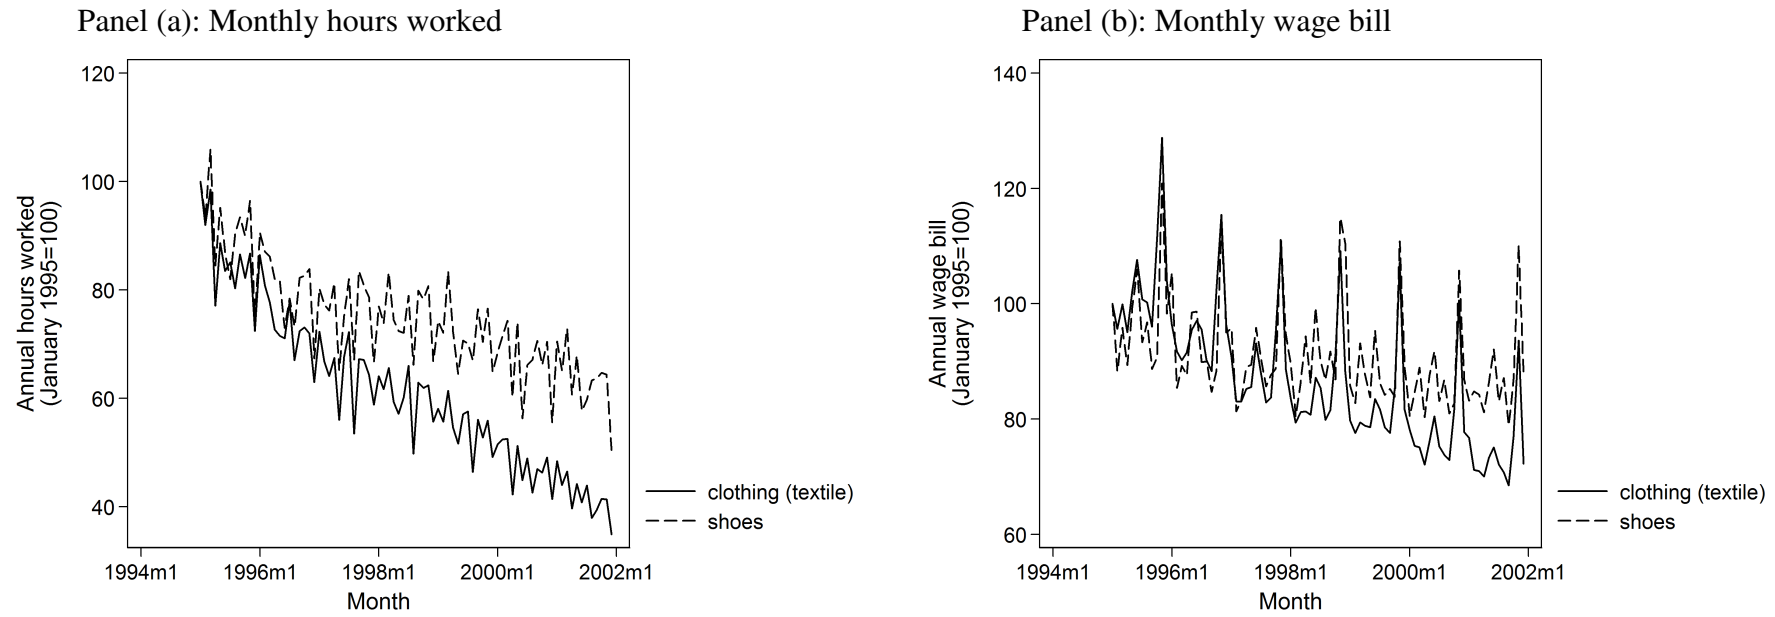 Panel (a): Monthly hours worked
Annual hours worked
(January 1995=100)
120
100
80
60
40
1994m1
1996m1
1998m1
2000m1
2002m1
Month
clothing (textile)
shoes
Panel (b): Monthly wage bill
Annual wage bill
(January 1995=100)
140
120
100
80
60
1994m1
1996m1
1998m1
2000m1
2002m1
Month
clothing (textile)
shoes